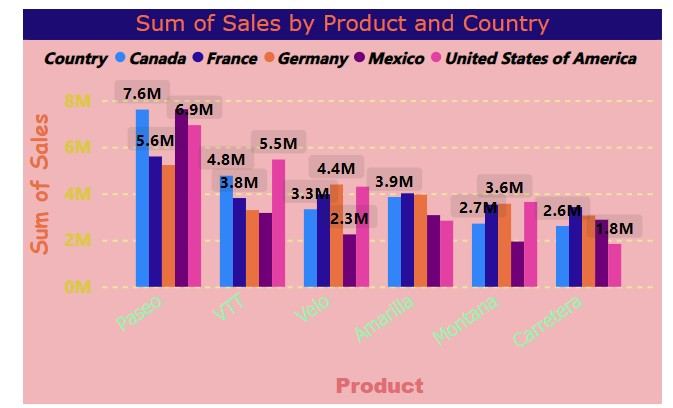 Sum of Sales by Product and Country
Country Canada France Germany Mexico United States of America
Sum of Sales
8M
6M
4M
2M
0M
7.6M
5.6M
6.9M
4.8M
3.8M
5.5M
3.3M
4.4M
2.3M
3.9M
2.7M
3.6M
2.6M
1.8M
Paseo
VTT
Velo
Amarilla
Montana
Carretera
Product